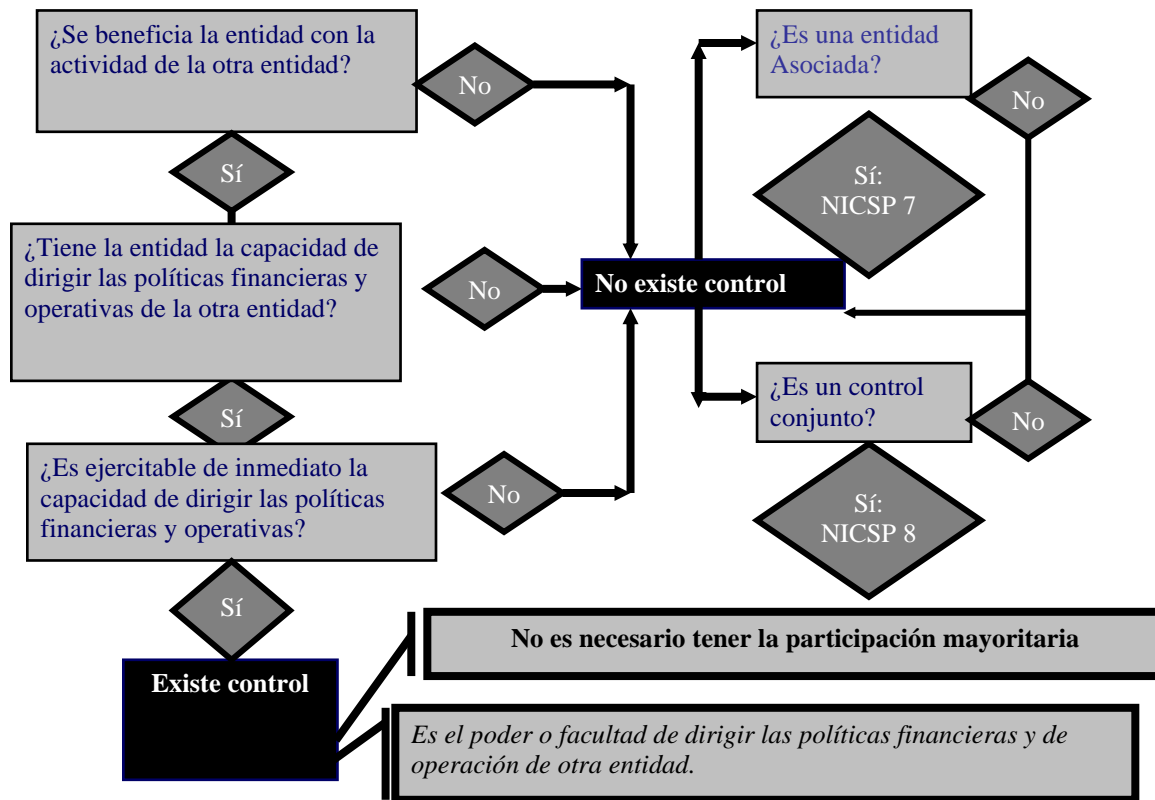 ¿Se beneficia la entidad con la
actividad de la otra entidad?
No
Sí
¿Tiene la entidad la capacidad de
dirigir las políticas financieras y
operativas de la otra entidad?
No
Sí
¿Es ejercitable de inmediato la
capacidad de dirigir las políticas
financieras y operativas?
No
Sí
Existe control
No existe control
¿Es una entidad
Asociada?
No
Sí:
NICSP 7
¿Es un control
conjunto?
No
Sí:
NICSP 8
No es necesario tener la participación mayoritaria
Es el poder o facultad de dirigir las políticas financieras y de
operación de otra entidad.